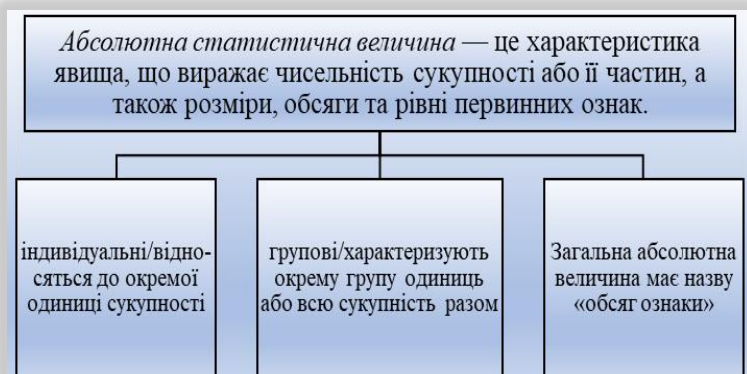 Абсолютна статистична величина — це характеристика
явища, що виражає чисельність сукупності або її частин, а
також розміри, обсяги та рівні первинних ознак.
індивідуальні/відно-
сяться до окремої
одиниці сукупності
групові/характеризують
окрему групу одиниць
або всю сукупність разом
Загальна абсолютна
величина має назву
«обсяг ознаки»